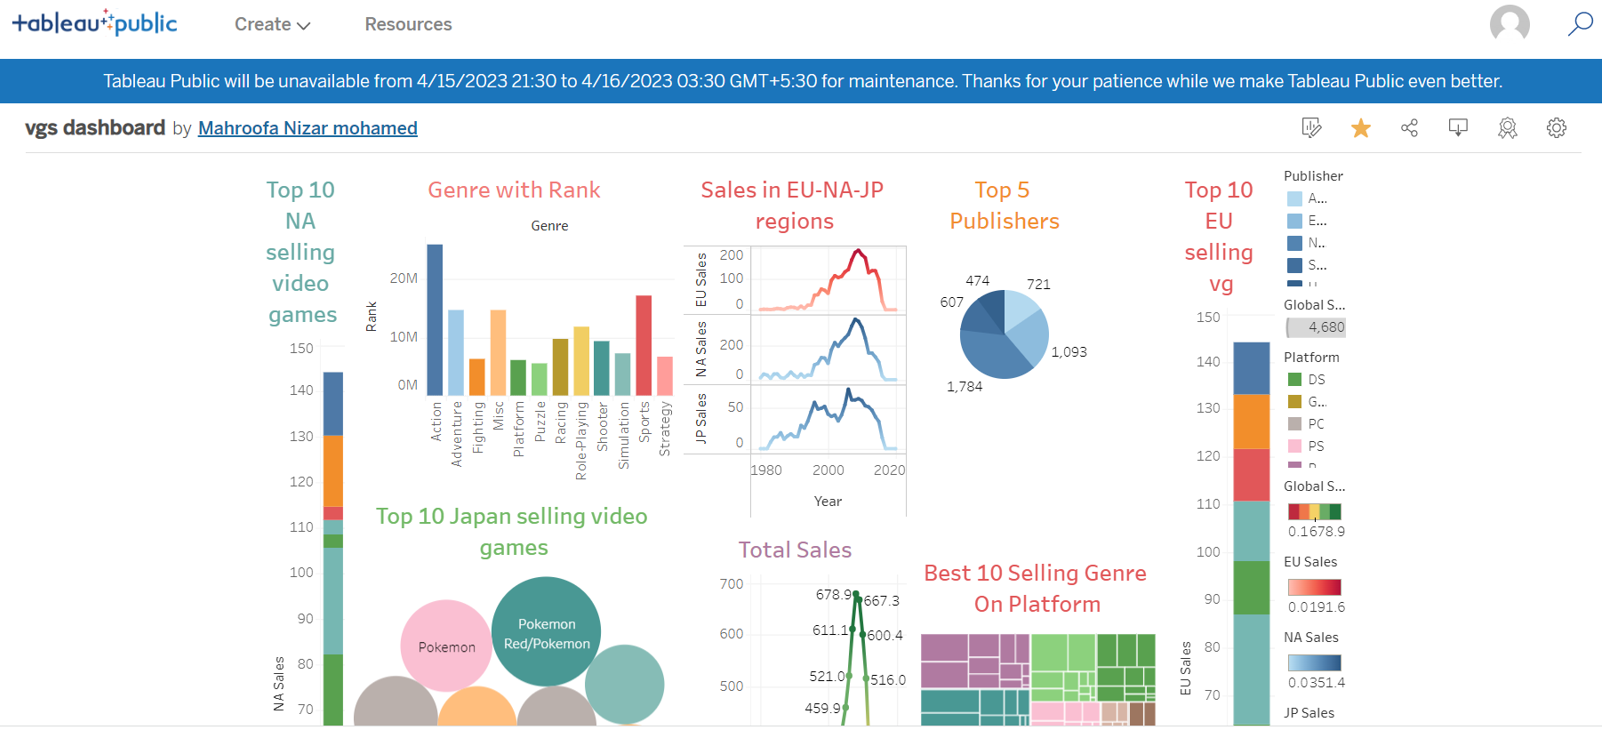 tableau public
Create
Resources
Tableau Public will be unavailable from 4/15/2023 21:30 to 4/16/2023 03:30 GMT+5:30 for maintenance. Thanks for your patience while we make Tableau Public even better.
vgs dashboard by Mahroofa Nizar mohamed
Top 10
NA
selling
video
games
150
140
130
120
110
100
90
80
70
NA Sales
Genre with Rank
Genre
Rank
20M
10M
0M
Action
Adventure
Fighting
Misc
Platform
Puzzle
Racing
Role-Playing
Shooter
Simulation
Sports
Strategy
Sales in EU-NA-JP
regions
EU Sales
200
100
0
NA Sales
200
0
JP Sales
50
0
1980
2000
2020
Year
Top 5
Publishers
474
721
607
1,093
1,784
Top 10 Japan selling video
games
Pokemon
Pokemon
Red/Pokemon
Total Sales
700
600
500
678.9
667.3
611.1
600.4
521.0
516.0
459.9
Best 10 Selling Genre
On Platform
Top 10
EU
selling
vg
150
140
130
120
110
100
90
80
70
EU Sales
Publisher
A...
E...
N..
S...
Global S...
4,680
Platform
DS
G...
PC
PS
Global S...
0.1678.9
EU Sales
0.0191.6
NA Sales
0.0351.4
JP Sales